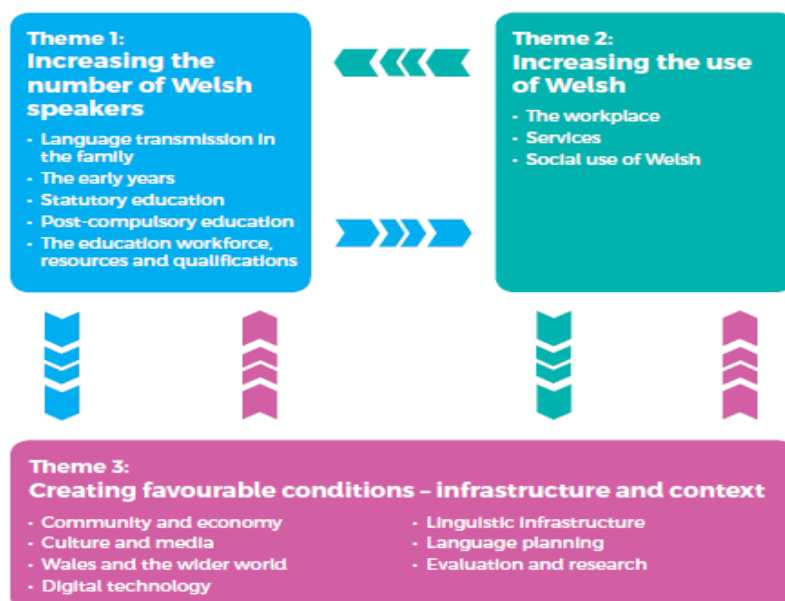 Theme 1:
Increasing the
number of Welsh
speakers
• Language transmission in
the family
• The early years
• Statutory education
• Post-compulsory education
• The education workforce,
resources and qualifications
Theme 2:
Increasing the use
of Welsh
• The workplace
• Services
• Social use of Welsh
Theme 3:
Creating favourable conditions – infrastructure and context
• Community and economy
• Culture and media
• Wales and the wider world
• Digital technology
• Linguistic infrastructure
• Language planning
• Evaluation and research